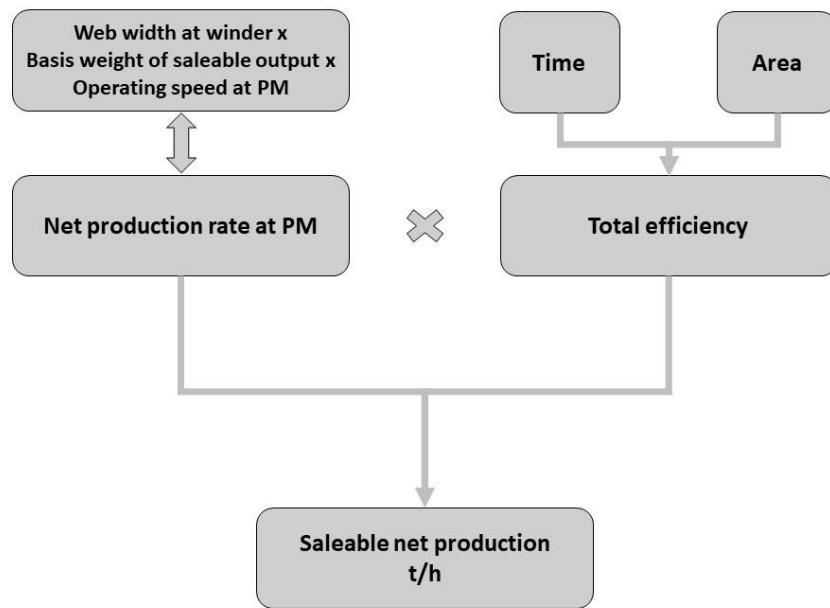 Web width at winder x
Basis weight of saleable output x
Operating speed at PM
Time
Area
Net production rate at PM
Total efficiency
Saleable net production
t/h